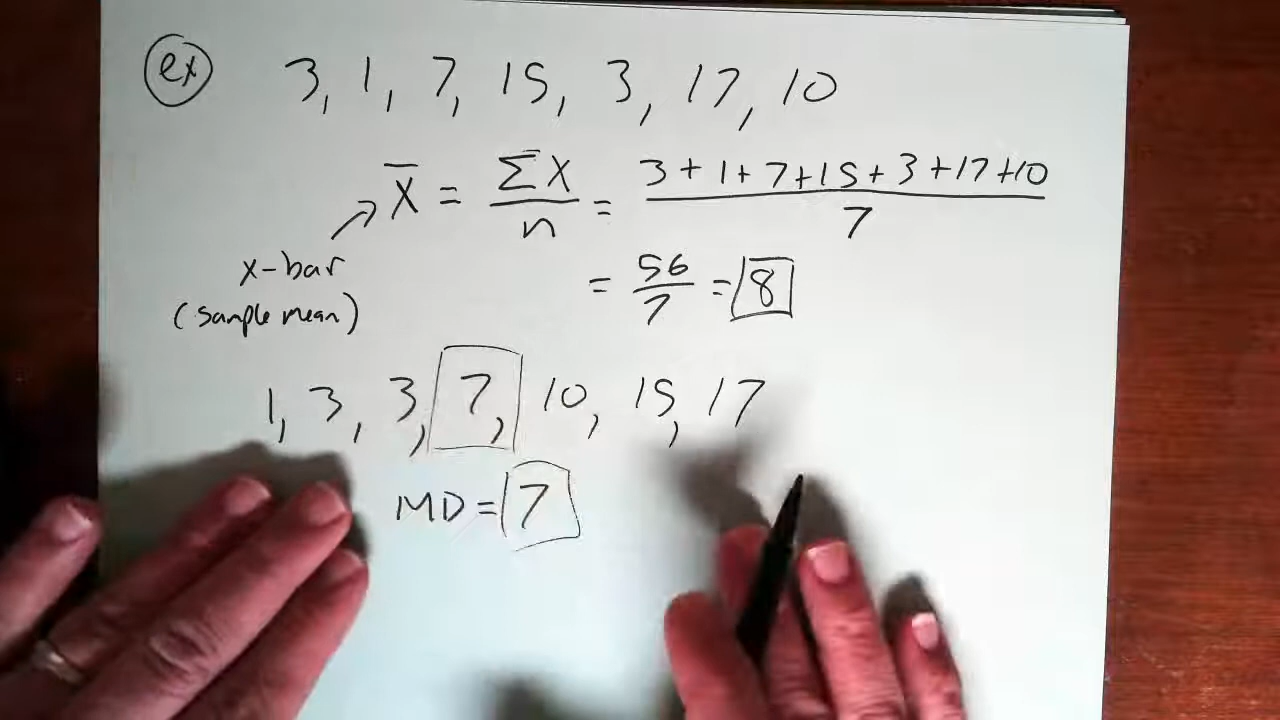 ex 3, 1, 7, 15, 3, 17, 10
x̄ = ΣX/n = 3+1+7+15+3+17+10/7
x-bar = 56/7 = 8
(sample mean)
1, 3, 3, 7, 10, 15, 17
MD = 7